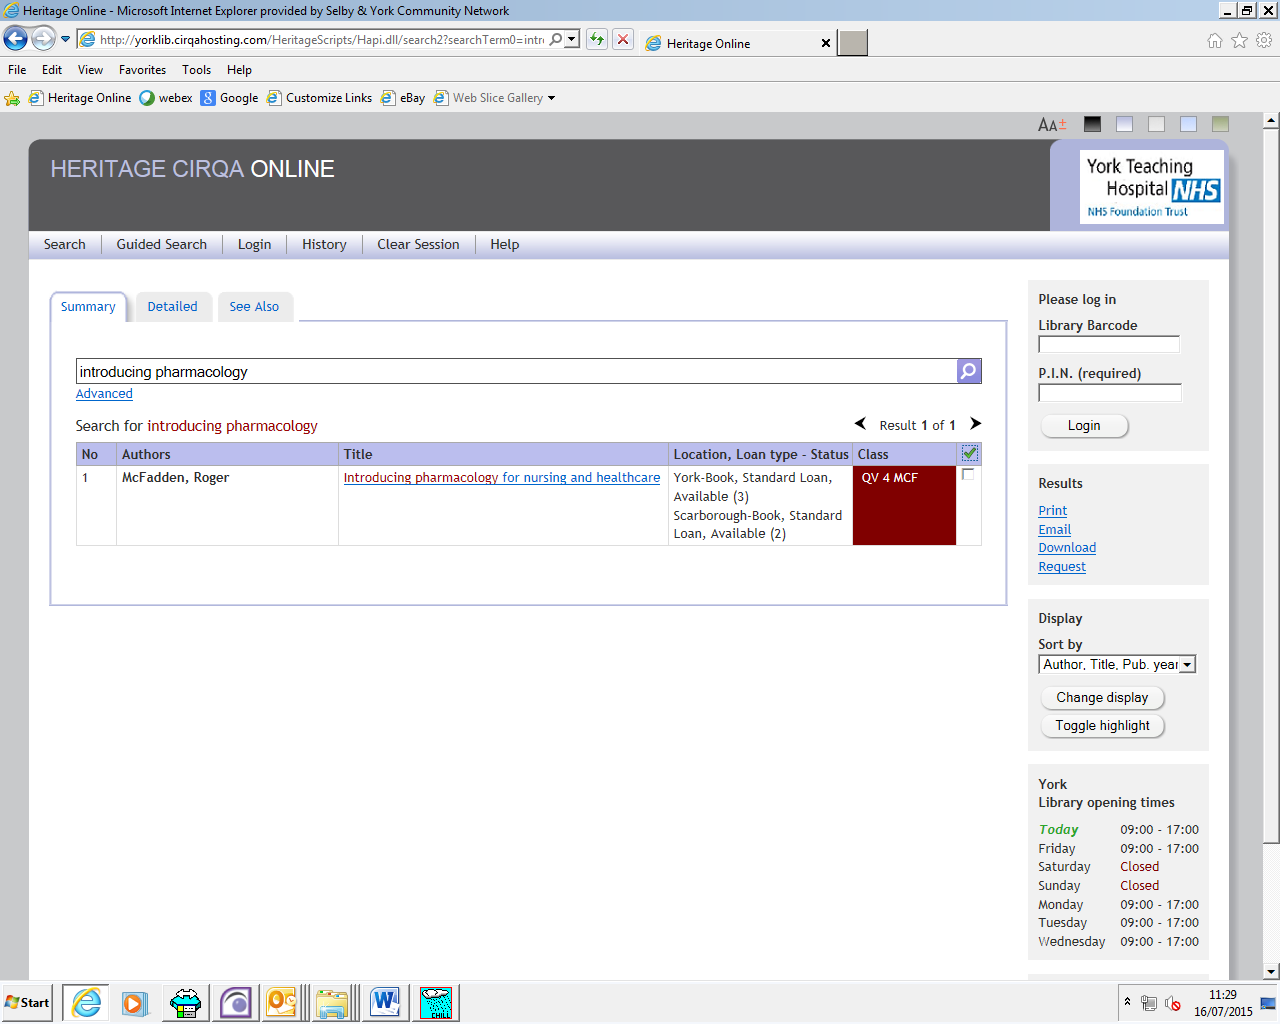 Heritage Online - Microsoft Internet Explorer provided by Selby & York Community Network
http://yorklib.cirqahosting.com/HeritageScripts/Hapi.dll/search2?searchTerm0=intr
Heritage Online
File Edit View Favorites Tools Help
Heritage Online webex Google Customize Links eBay Web Slice Gallery
AA±
HERITAGE CIRQA ONLINE
York Teaching
Hospital NHS
NHS Foundation Trust
Search Guided Search Login History Clear Session Help
Summary Detailed See Also
introducing pharmacology
Advanced
Search for introducing pharmacology
Result 1 of 1
No Authors Title Location, Loan type - Status Class
1 McFadden, Roger Introducing pharmacology for nursing and healthcare York-Book, Standard Loan, QV 4 MCF
Available (3)
Scarborough-Book, Standard
Loan, Available (2)
Please log in
Library Barcode
P.I.N. (required)
Login
Results
Print
Email
Download
Request
Display
Sort by
Author, Title, Pub. year
Change display
Toggle highlight
York
Library opening times
Today 09:00 - 17:00
Friday 09:00 - 17:00
Saturday Closed
Sunday Closed
Monday 09:00 - 17:00
Tuesday 09:00 - 17:00
Wednesday 09:00 - 17:00
Start
CHILL
11:29
16/07/2015